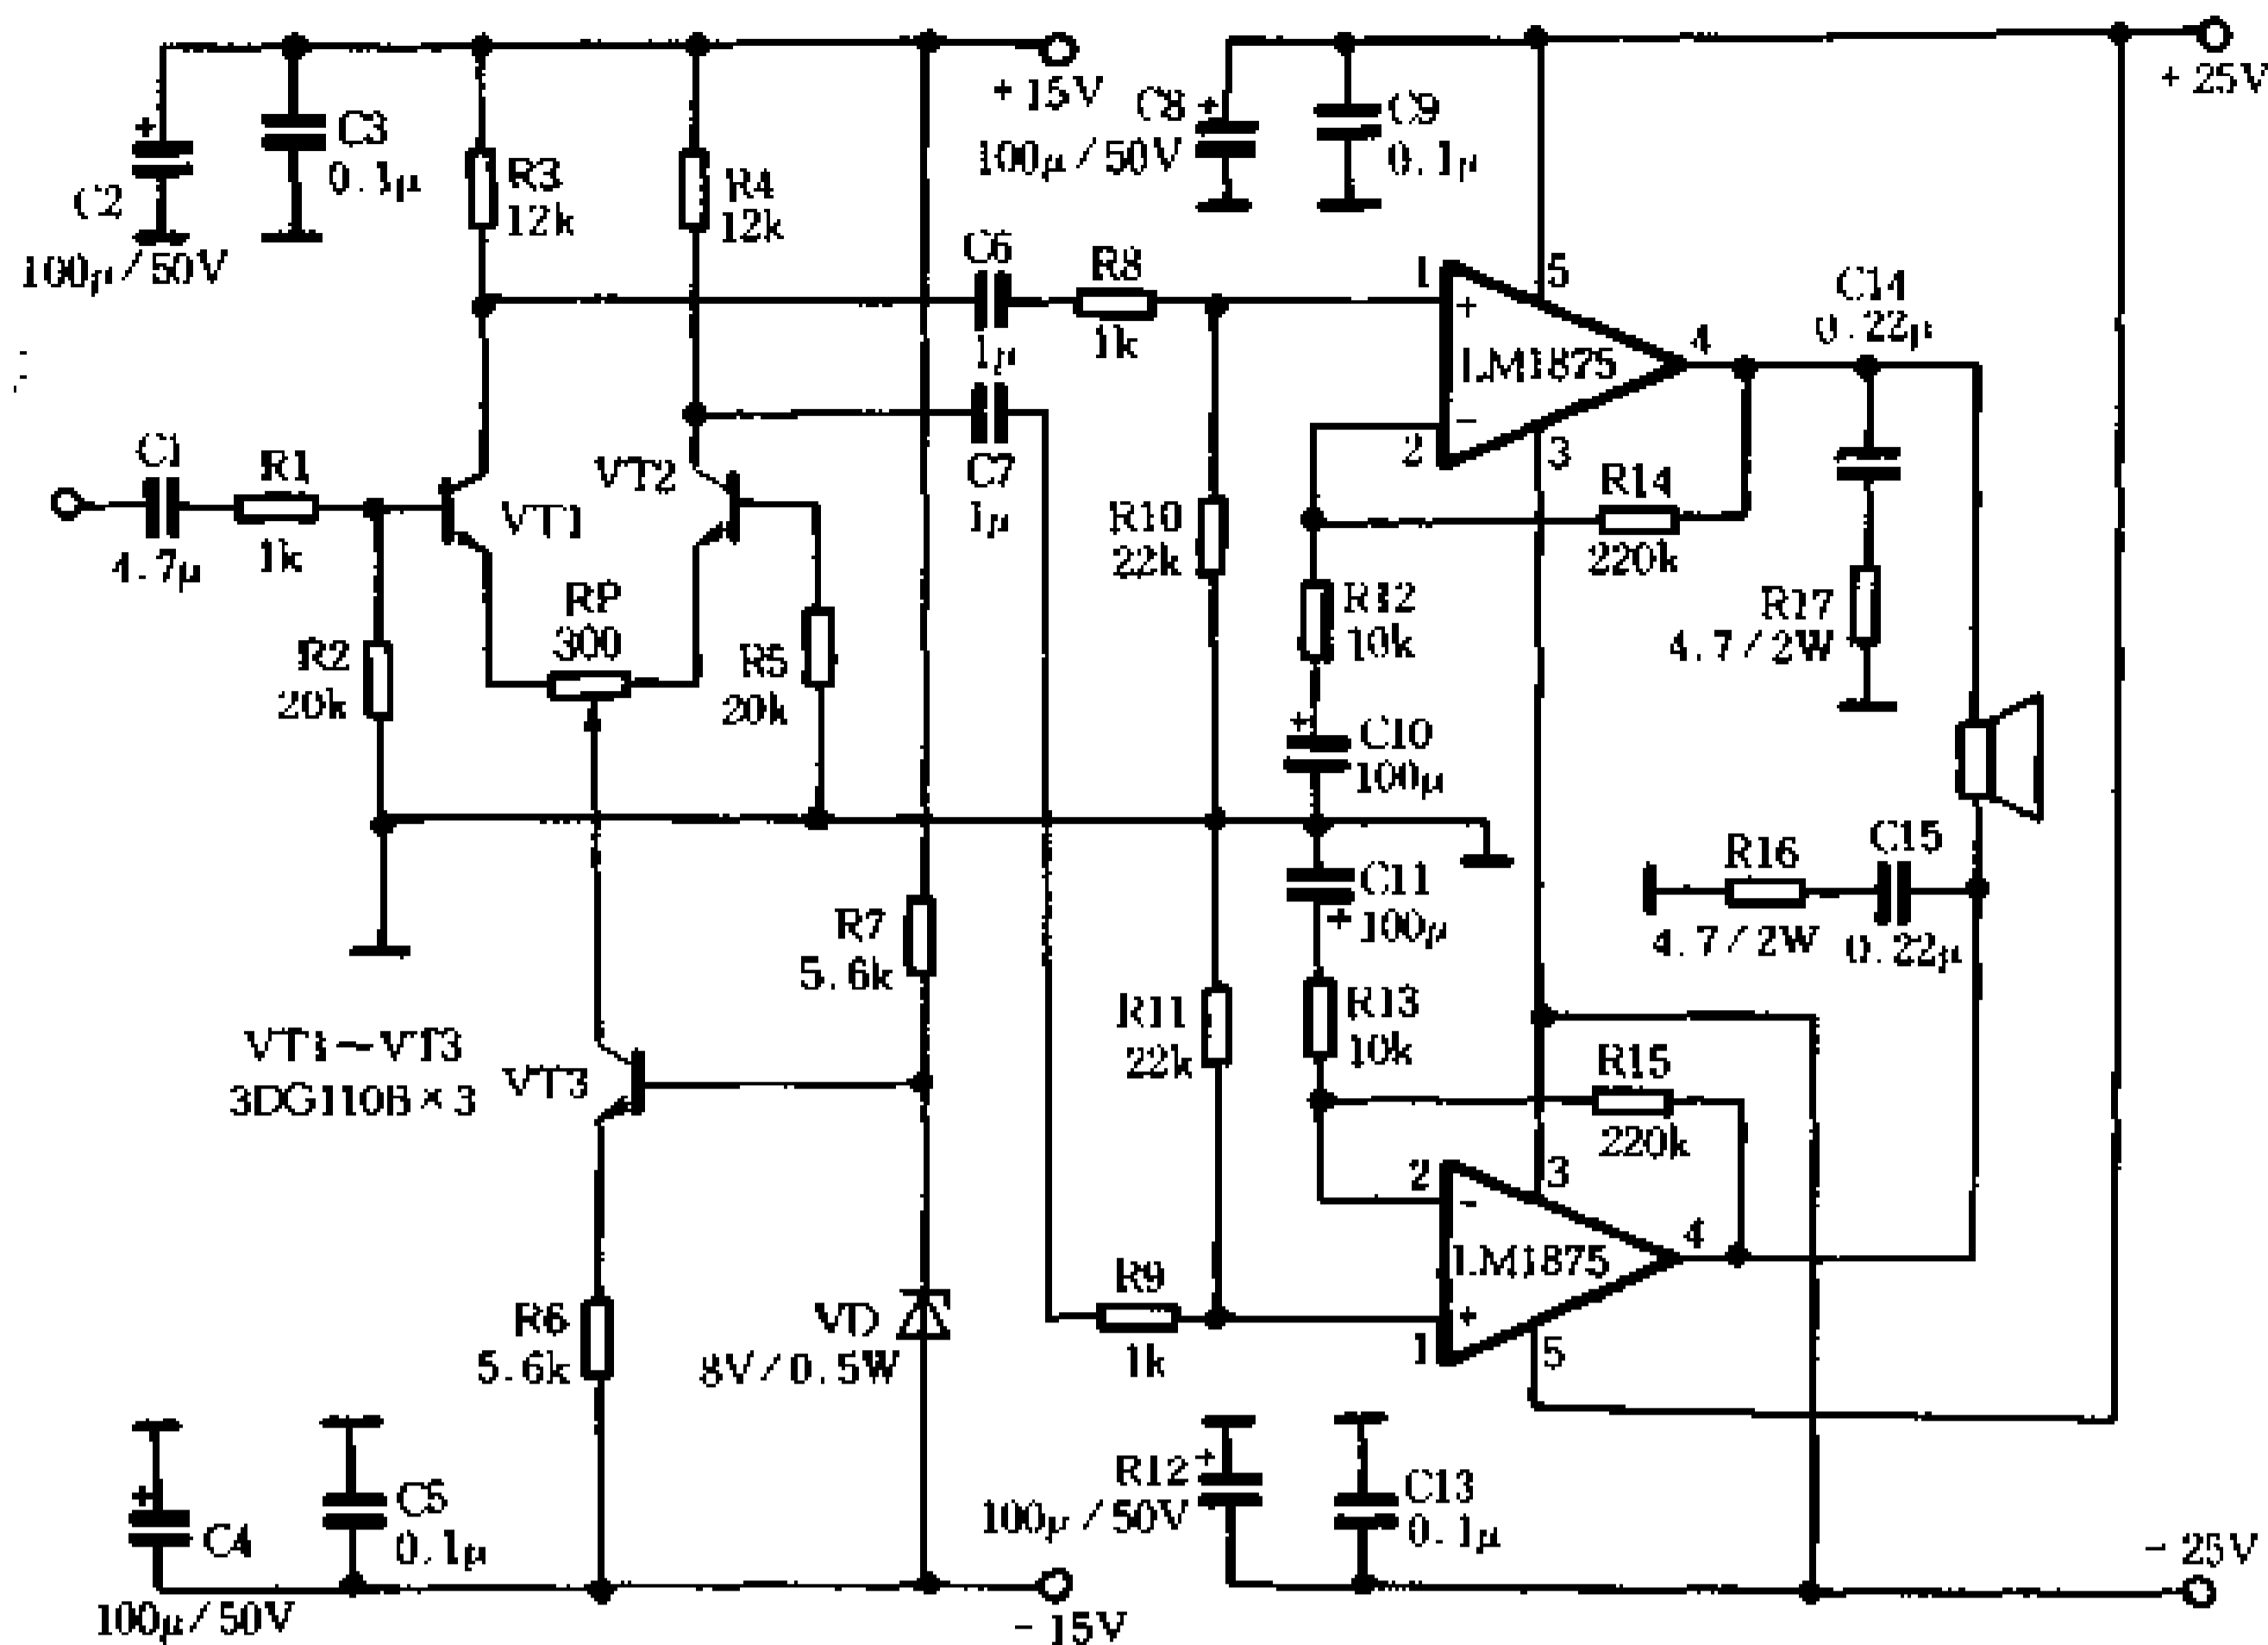 +15V
+25V
C2
100μ/50V
C3
0.1μ
R3
12k
R4
12k
C8
+
100μ/50V
C9
0.1μ
C6
1μ
R8
1k
1
+
5
LM1875
4
-
2
3
C14
0.22μ
C1
4.7μ
R1
1k
VT1
VT2
C7
1μ
R10
22k
R14
220k
RP
300
R2
20k
R5
20k
R12
10k
R17
4.7/2W
+
C10
100μ
C11
+100μ
R16
4.7/2W
C15
0.22μ
R7
5.6k
VT1~VT3
3DG110B×3
VT3
R11
22k
R13
10k
R15
220k
2
-
3
LM1875
4
+
1
5
R6
5.6k
VD
8V/0.5W
R9
1k
+
C4
100μ/50V
C5
0.1μ
R12
+
100μ/50V
C13
0.1μ
-15V
-25V